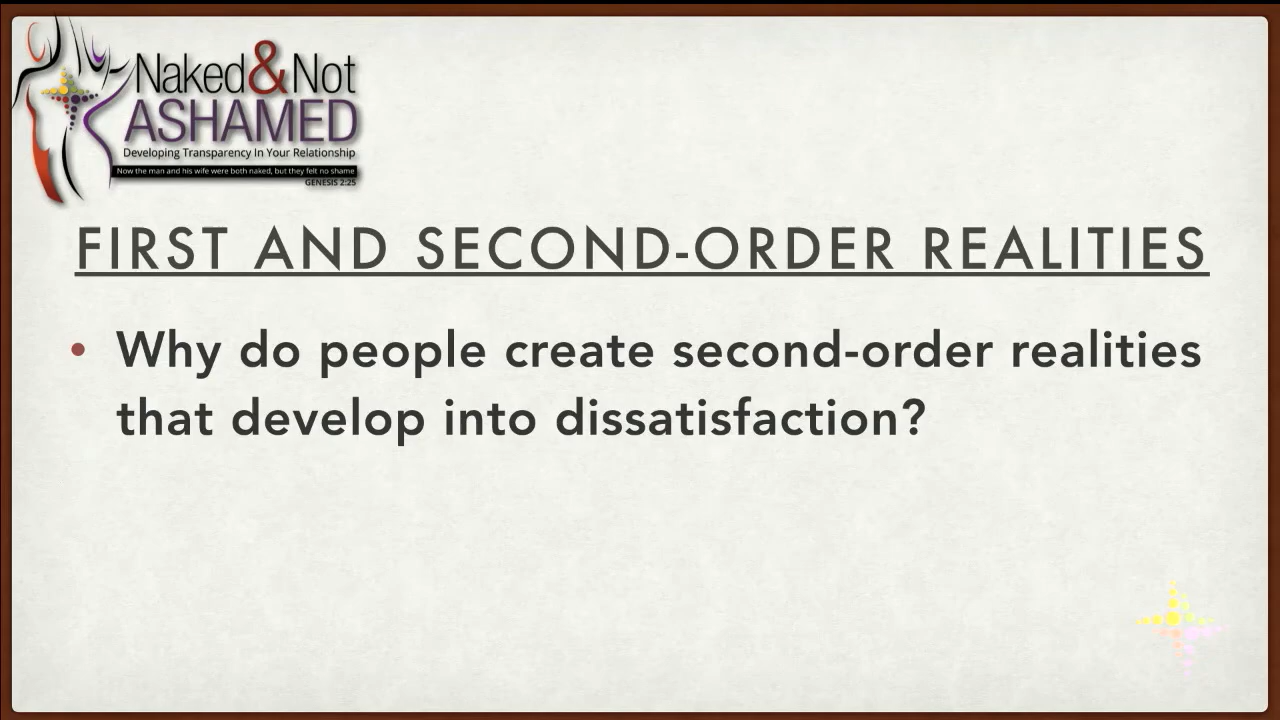 Naked&Not
ASHAMED
Developing Transparency In Your Relationship
Now the man and his wife were both naked, but they felt no shame
GENESIS 2:25
FIRST AND SECOND-ORDER REALITIES
• Why do people create second-order realities
that develop into dissatisfaction?